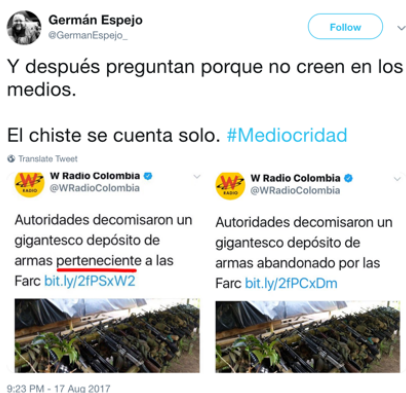 Germán Espejo
@GermanEspejo_
Follow
Y después preguntan porque no creen en los
medios.
El chiste se cuenta solo. #Mediocridad
Translate Tweet
W Radio Colombia
@WRadioColombia
Autoridades decomisaron un
gigantesco depósito de
armas perteneciente a las
Farc bit.ly/2fPSxW2
W Radio Colombia
@WRadioColombia
Autoridades decomisaron un
gigantesco depósito de
armas abandonado por las
Farc bit.ly/2fPCxDm
9:23 PM - 17 Aug 2017